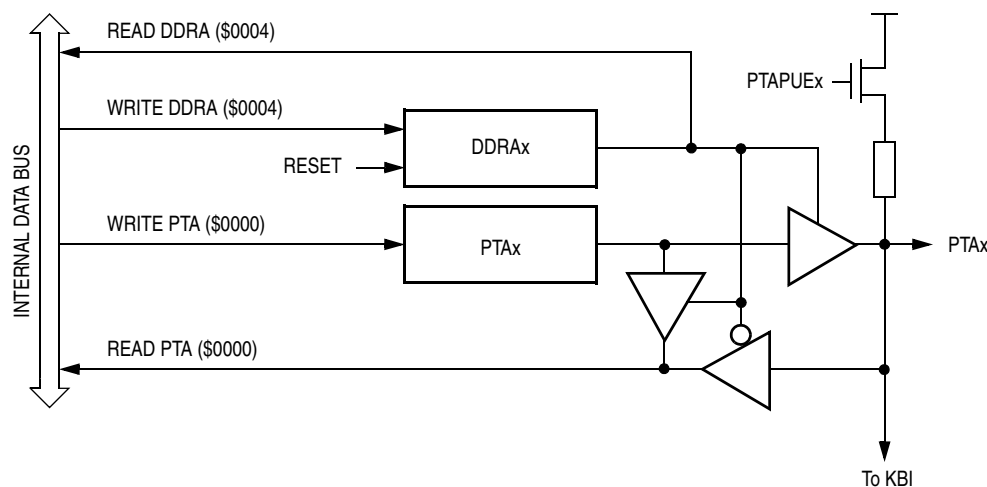 READ DDRA ($0004)
PTAPUEx
WRITE DDRA ($0004)
DDRAx
RESET
INTERNAL DATA BUS
WRITE PTA ($0000)
PTAx
PTAx
READ PTA ($0000)
To KBI